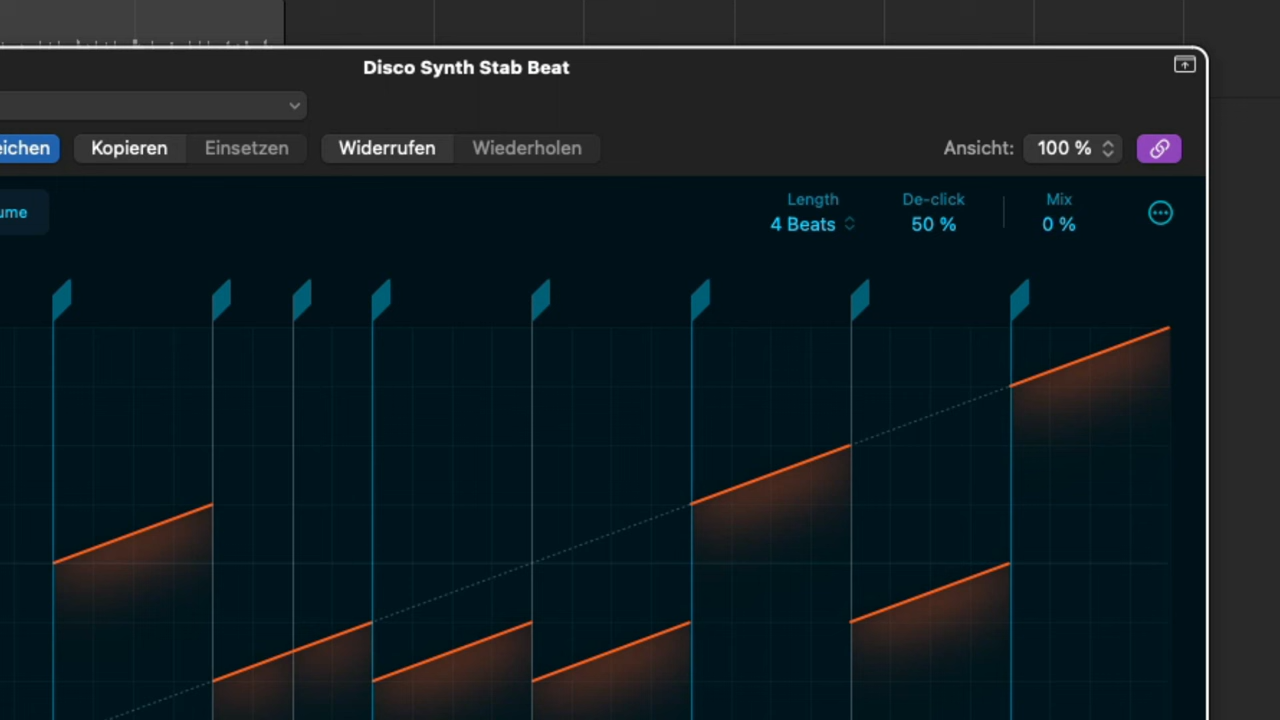 Disco Synth Stab Beat
eichen Kopieren Einsetzen Widerrufen Wiederholen Ansicht: 100 %
ume
Length De-click Mix
4 Beats 50 % 0 %